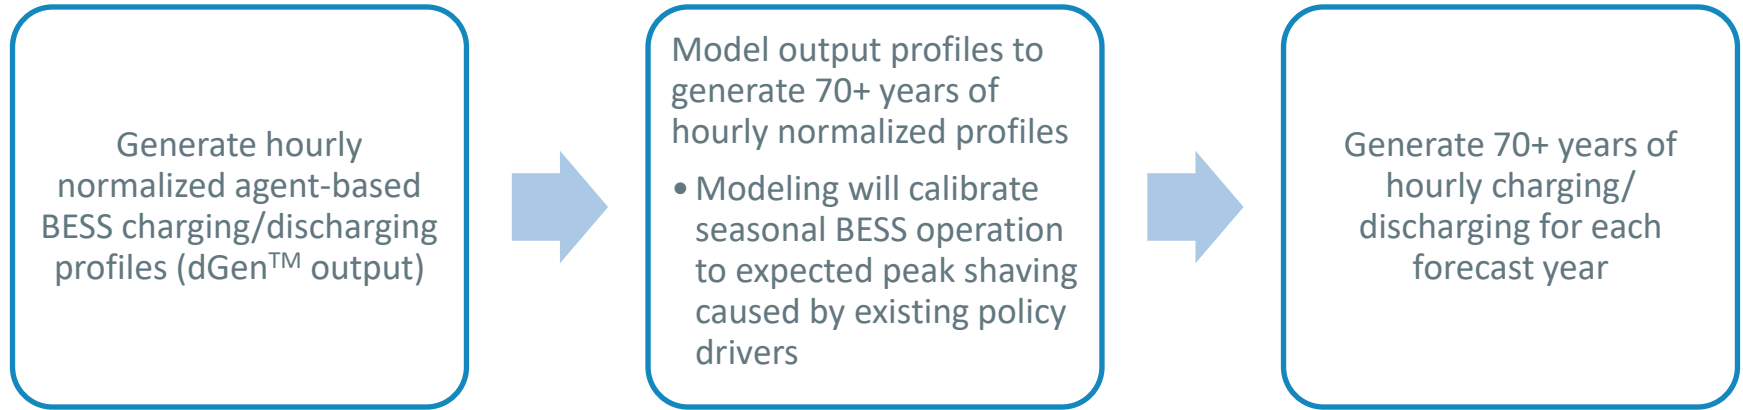 Generate hourly
normalized agent-based
BESS charging/discharging
profiles (dGen™ output)
Model output profiles to
generate 70+ years of
hourly normalized profiles
• Modeling will calibrate
seasonal BESS operation
to expected peak shaving
caused by existing policy
drivers
Generate 70+ years of
hourly charging/
discharging for each
forecast year